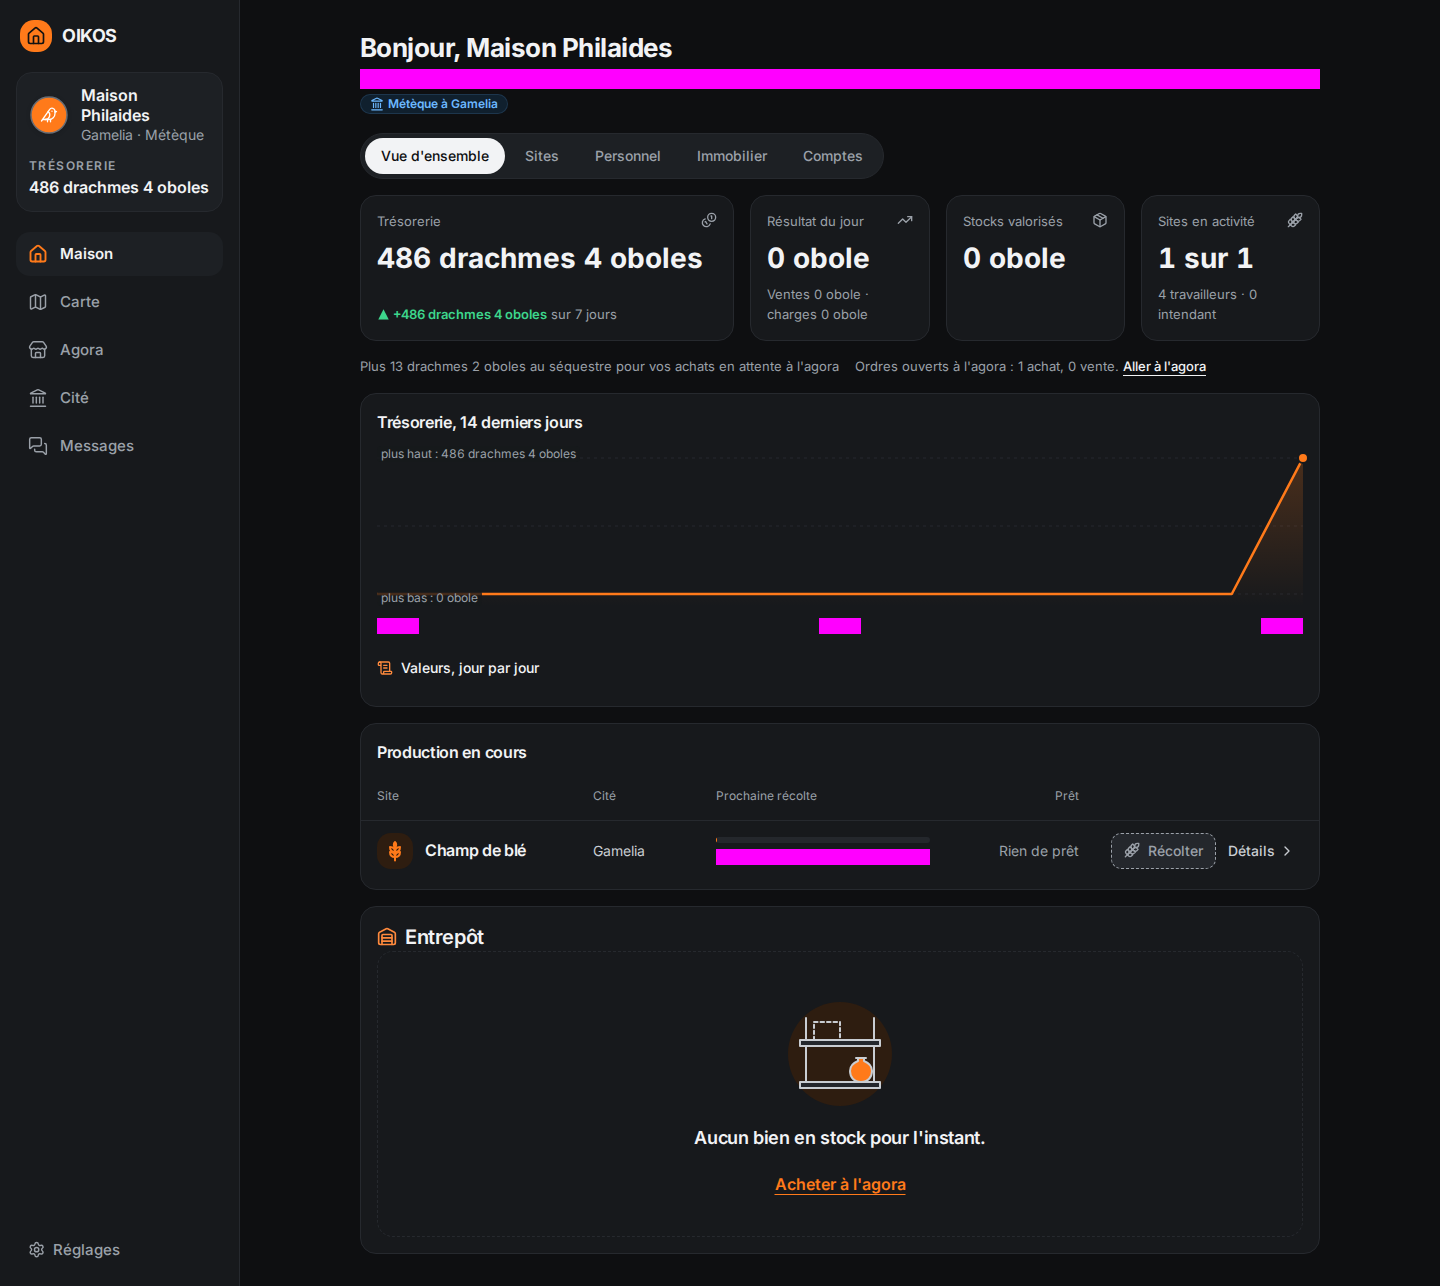 OIKOS
Maison
Philaides
Gamelia · Métèque
TRÉSORERIE
486 drachmes 4 oboles
Maison
Carte
Agora
Cité
Messages
Réglages
Bonjour, Maison Philaides
Métèque à Gamelia
Vue d'ensemble
Sites
Personnel
Immobilier
Comptes
Trésorerie
486 drachmes 4 oboles
▲ +486 drachmes 4 oboles sur 7 jours
Résultat du jour
0 obole
Ventes 0 obole ·
charges 0 obole
Stocks valorisés
0 obole
Sites en activité
1 sur 1
4 travailleurs · 0
intendant
Plus 13 drachmes 2 oboles au séquestre pour vos achats en attente à l'agora
Ordres ouverts à l'agora : 1 achat, 0 vente. Aller à l'agora
Trésorerie, 14 derniers jours
plus haut : 486 drachmes 4 oboles
plus bas : 0 obole
Valeurs, jour par jour
Production en cours
Site
Cité
Prochaine récolte
Prêt
Champ de blé
Gamelia
Rien de prêt
Récolter
Détails
Entrepôt
Aucun bien en stock pour l'instant.
Acheter à l'agora